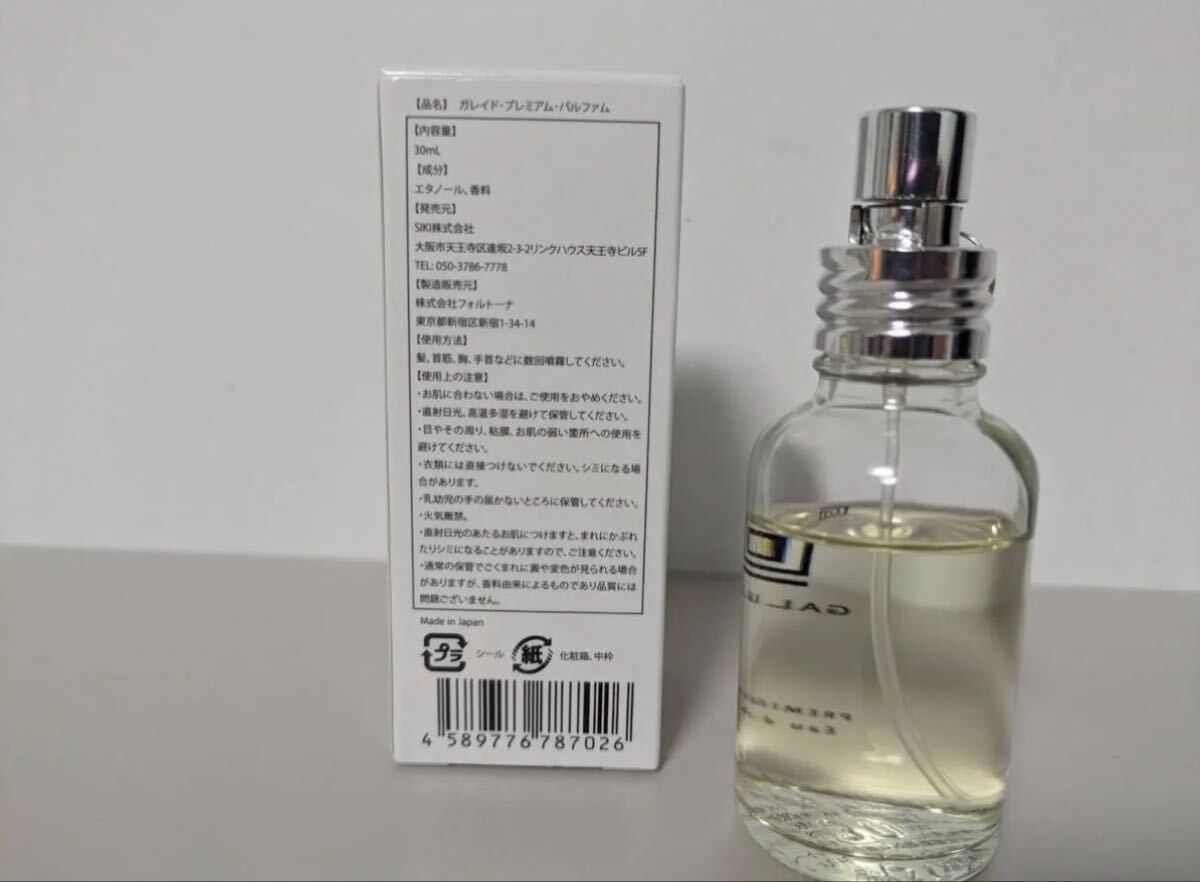 【品名】 ガレイド・プレミアム・パルファム
【内容量】
30mL
【成分】
エタノール、香料
【発売元】
SIKI株式会社
大阪市天王寺区逢坂2-3-2リンクハウス天王寺ビル5F
TEL: 050-3786-7778
【製造販売元】
株式会社フォルトーナ
東京都新宿区新宿1-34-14
【使用方法】
髪、首筋、胸、手首などに数回噴霧してください。
【使用上の注意】
・お肌に合わない場合は、ご使用をおやめください。
・直射日光、高温多湿を避けて保管してください。
・目やその周り、粘膜、お肌の弱い箇所への使用を
避けてください。
・衣類には直接つけないでください。シミになる場
合があります。
・乳幼児の手の届かないところに保管してください。
・火気厳禁。
・直射日光のあたるお肌につけますと、まれにかぶれ
たりシミになることがありますので、ご注意ください。
・通常の保管でごくまれに澱や変色が見られる場合
がありますが、香料由来によるものであり品質には
問題ございません。
Made in Japan
プラ シール 紙 化粧箱、中枠
4 589776 787026
GAL
PREMI
Eau d